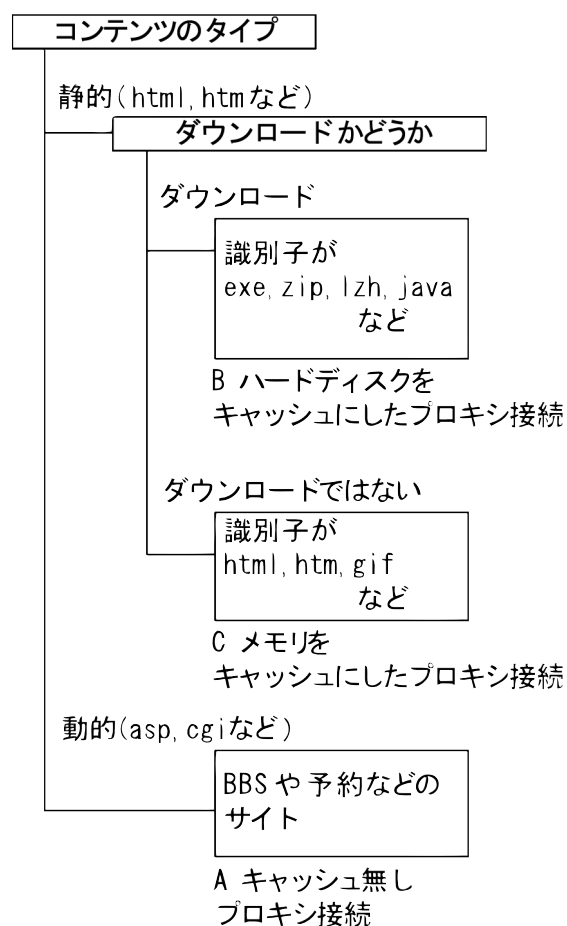 コンテンツのタイプ
静的(html,htmなど)
ダウンロードかどうか
ダウンロード
識別子が
exe,zip,lzh,java
など
B ハードディスクを
キャッシュにしたプロキシ接続
ダウンロードではない
識別子が
html,htm,gif
など
C メモリを
キャッシュにしたプロキシ接続
動的(asp,cgiなど)
BBSや予約などの
サイト
A キャッシュ無し
プロキシ接続